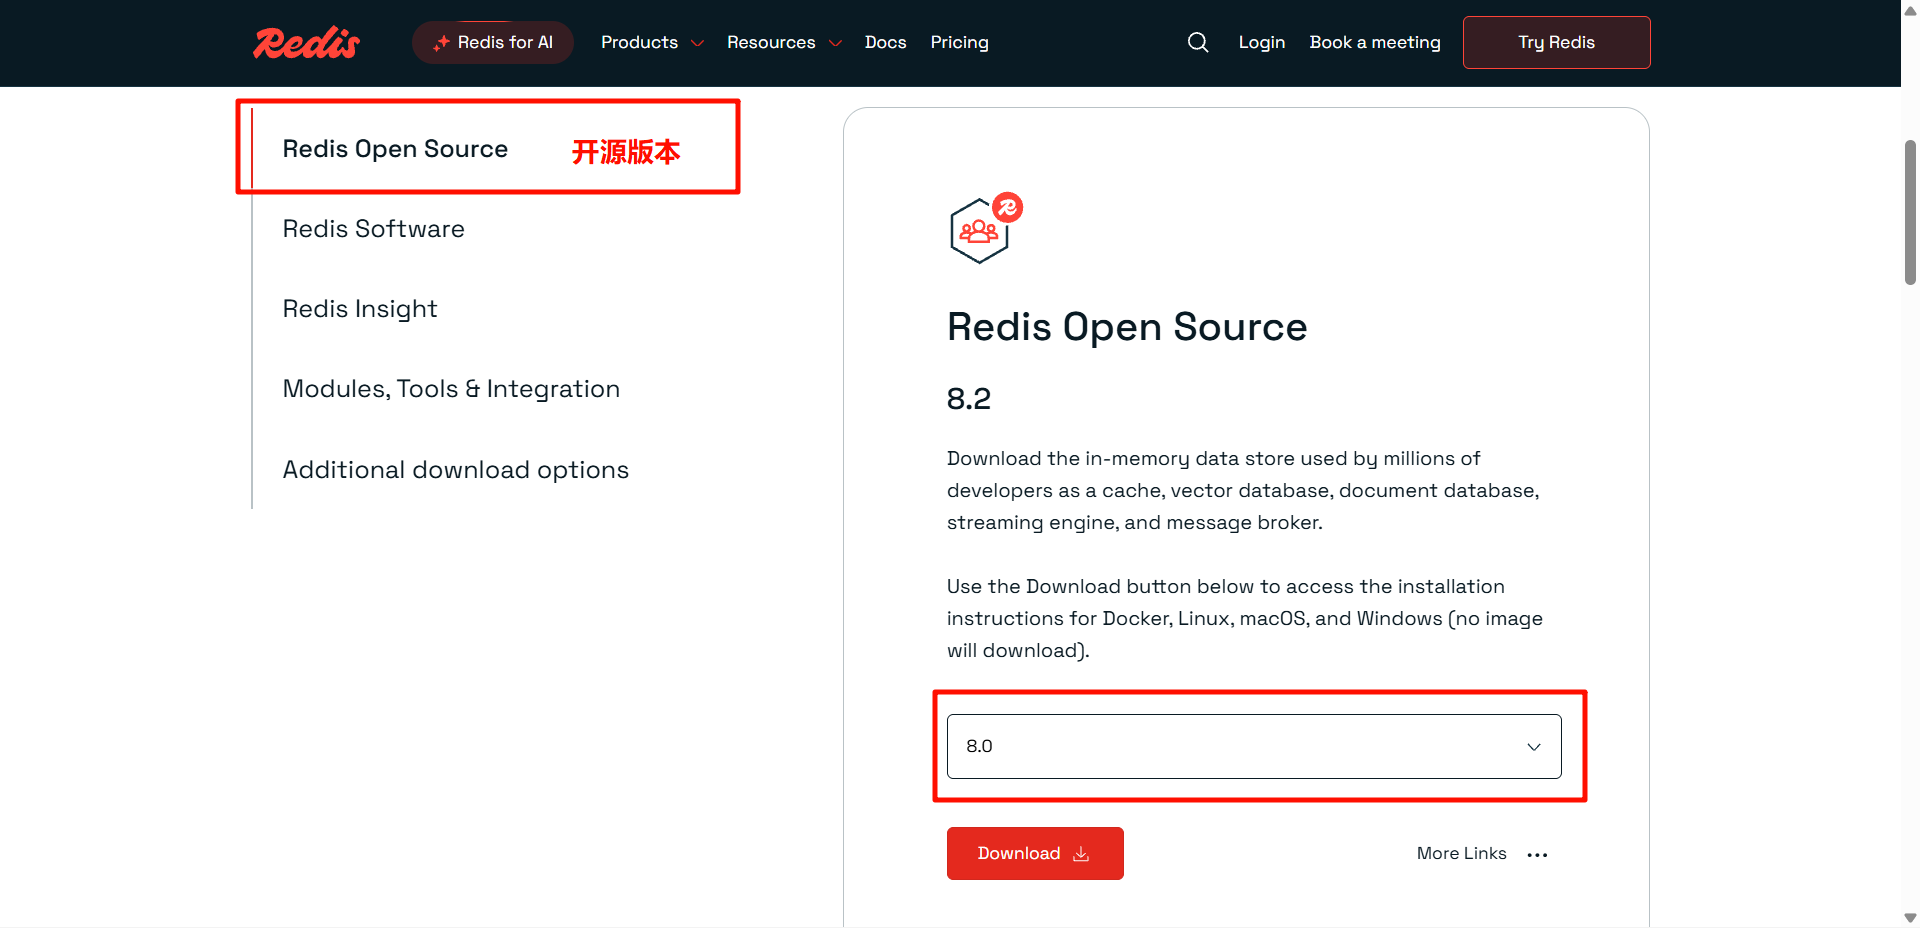 Redis
Redis for AI
Products
Resources
Docs
Pricing
Login
Book a meeting
Try Redis
Redis Open Source
开源版本
Redis Software
Redis Insight
Modules, Tools & Integration
Additional download options
R
Redis Open Source
8.2
Download the in-memory data store used by millions of
developers as a cache, vector database, document database,
streaming engine, and message broker.
Use the Download button below to access the installation
instructions for Docker, Linux, macOS, and Windows (no image
will download).
8.0
Download
More Links